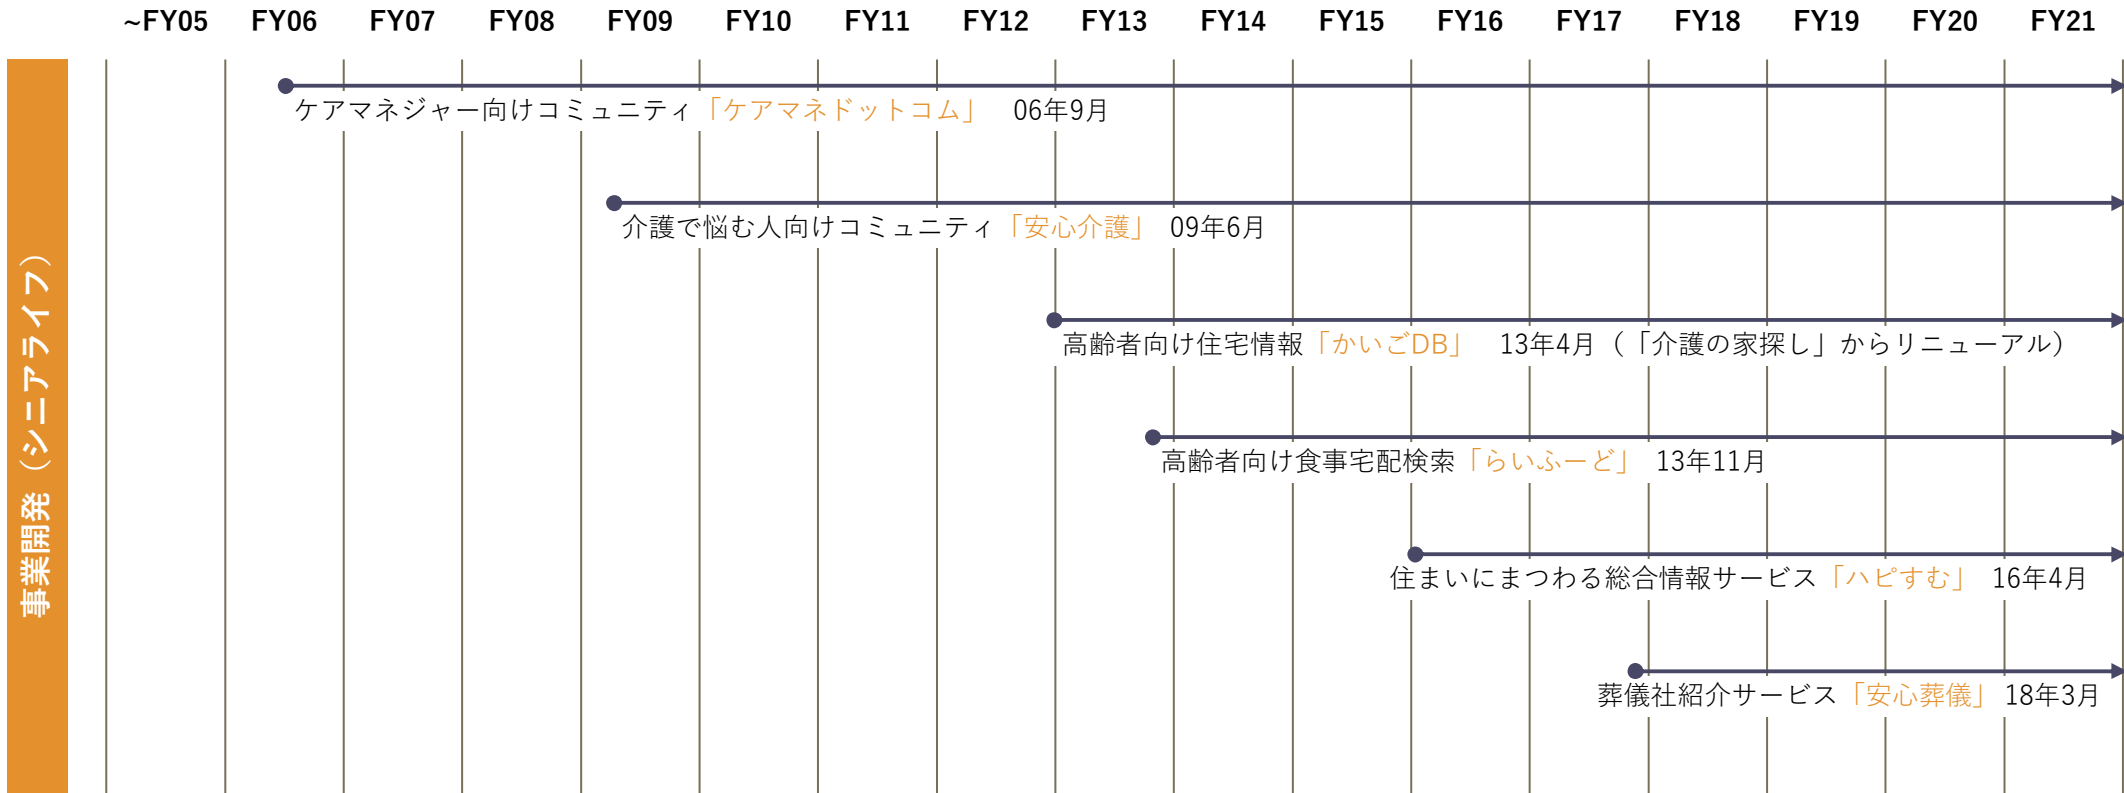 ~FY05 FY06 FY07 FY08 FY09 FY10 FY11 FY12 FY13 FY14 FY15 FY16 FY17 FY18 FY19 FY20 FY21
事業開発（シニアライフ）
ケアマネジャー向けコミュニティ「ケアマネドットコム」 06年9月
介護で悩む人向けコミュニティ「安心介護」 09年6月
高齢者向け住宅情報「かいごDB」 13年4月（「介護の家探し」からリニューアル）
高齢者向け食事宅配検索「らいふーど」 13年11月
住まいにまつわる総合情報サービス「ハピすむ」 16年4月
葬儀社紹介サービス「安心葬儀」 18年3月